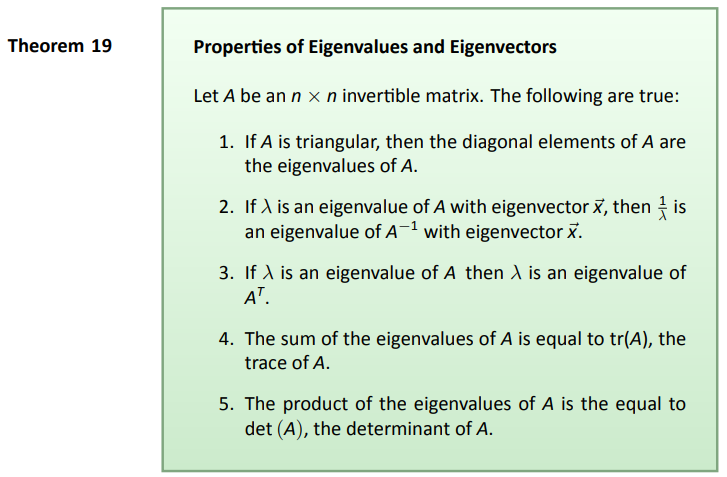 Theorem 19
Properties of Eigenvalues and Eigenvectors
Let A be an n × n invertible matrix. The following are true:
1. If A is triangular, then the diagonal elements of A are
the eigenvalues of A.
2. If λ is an eigenvalue of A with eigenvector x⃗, then 1/λ is
an eigenvalue of A⁻¹ with eigenvector x⃗.
3. If λ is an eigenvalue of A then λ is an eigenvalue of
Aᵀ.
4. The sum of the eigenvalues of A is equal to tr(A), the
trace of A.
5. The product of the eigenvalues of A is the equal to
det (A), the determinant of A.